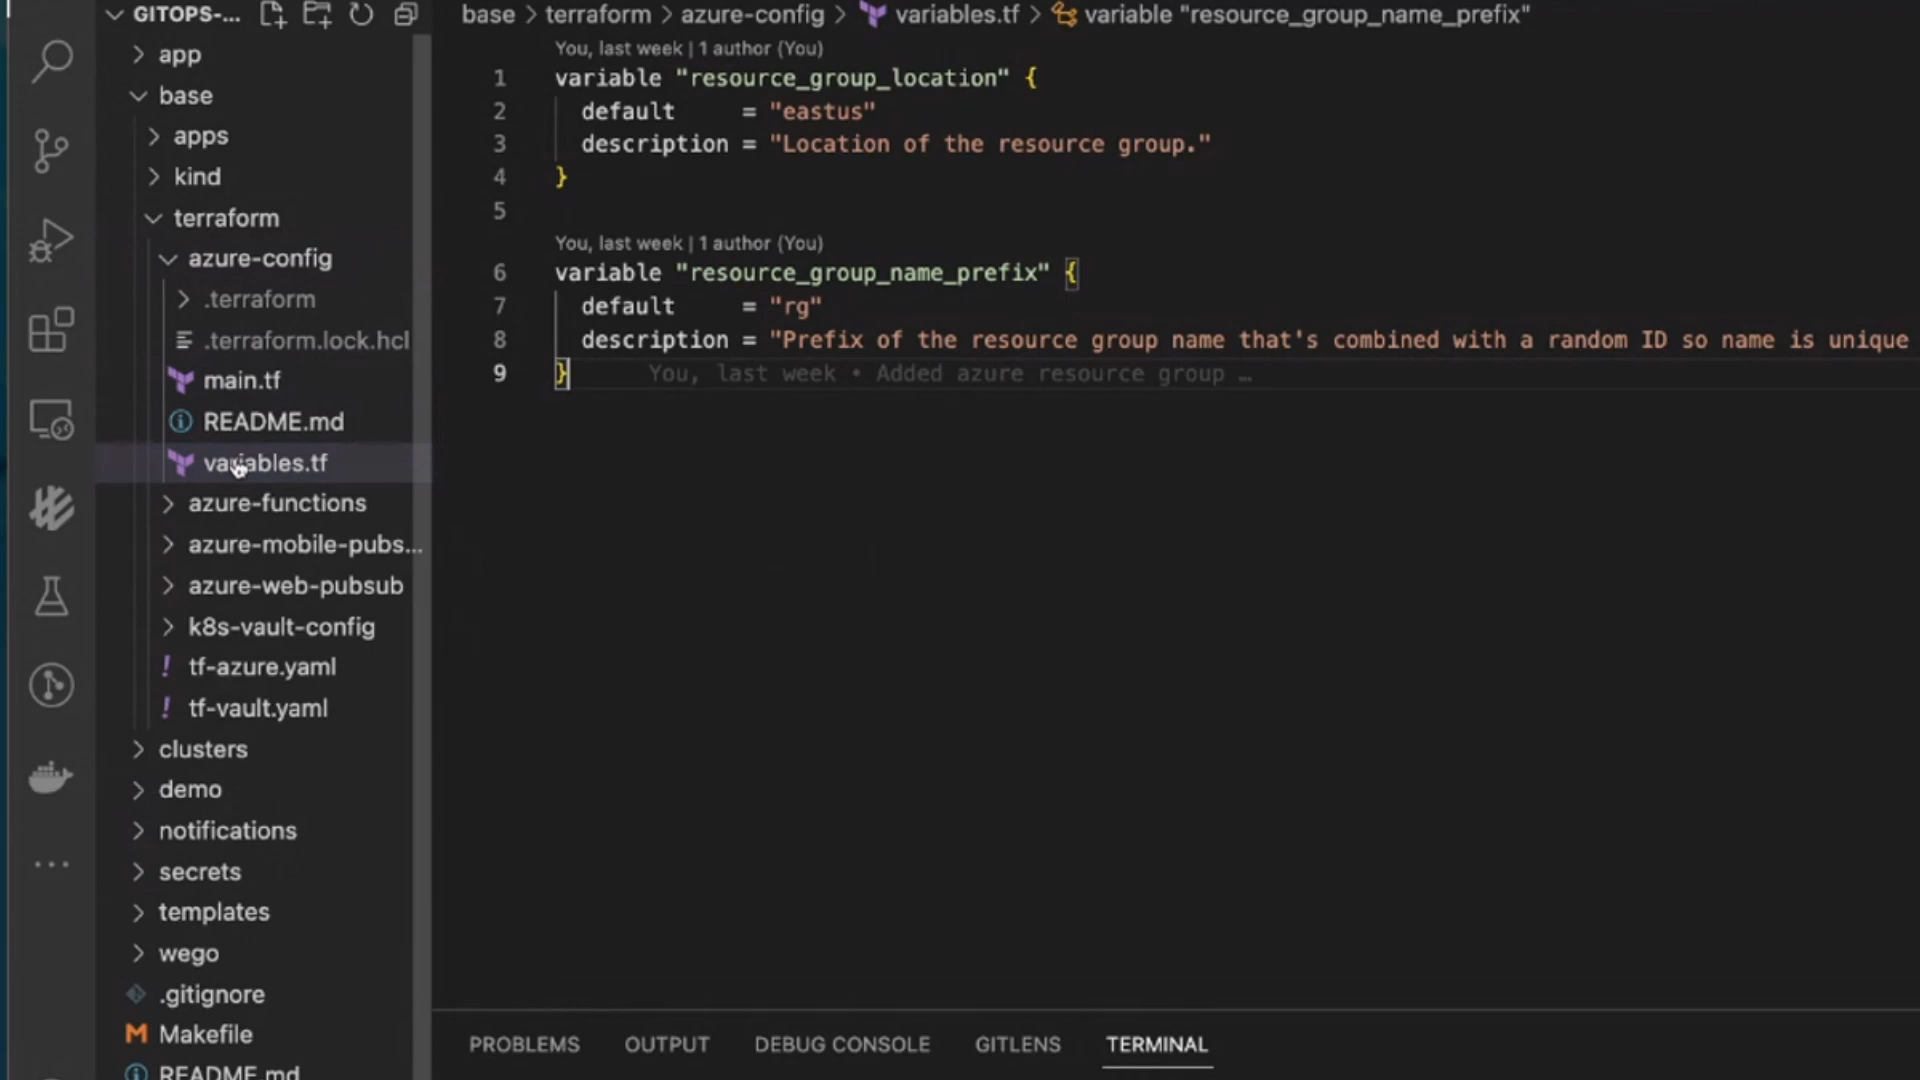 GITOPS-...
app
base
apps
kind
terraform
azure-config
.terraform
.terraform.lock.hcl
main.tf
README.md
variables.tf
azure-functions
azure-mobile-pubs...
azure-web-pubsub
k8s-vault-config
! tf-azure.yaml
! tf-vault.yaml
clusters
demo
notifications
secrets
templates
wego
.gitignore
M Makefile
README.md
base > terraform > azure-config > variables.tf > variable "resource_group_name_prefix"
You, last week | 1 author (You)
1 variable "resource_group_location" {
2 default = "eastus"
3 description = "Location of the resource group."
4 }
5
You, last week | 1 author (You)
6 variable "resource_group_name_prefix" {
7 default = "rg"
8 description = "Prefix of the resource group name that's combined with a random ID so name is unique
9 } You, last week • Added azure resource group …
PROBLEMS OUTPUT DEBUG CONSOLE GITLENS TERMINAL